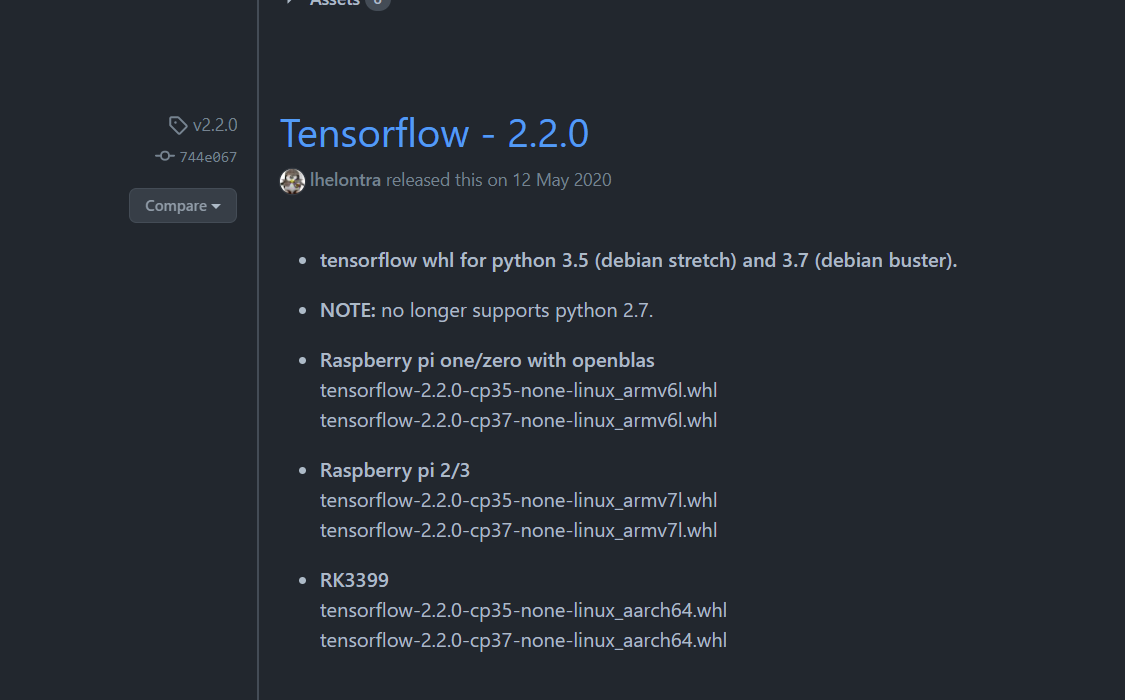 Assets
v2.2.0
744e067
Compare
Tensorflow - 2.2.0
lhelontra released this on 12 May 2020
tensorflow whl for python 3.5 (debian stretch) and 3.7 (debian buster).
NOTE: no longer supports python 2.7.
Raspberry pi one/zero with openblas
tensorflow-2.2.0-cp35-none-linux_armv6l.whl
tensorflow-2.2.0-cp37-none-linux_armv6l.whl
Raspberry pi 2/3
tensorflow-2.2.0-cp35-none-linux_armv7l.whl
tensorflow-2.2.0-cp37-none-linux_armv7l.whl
RK3399
tensorflow-2.2.0-cp35-none-linux_aarch64.whl
tensorflow-2.2.0-cp37-none-linux_aarch64.whl